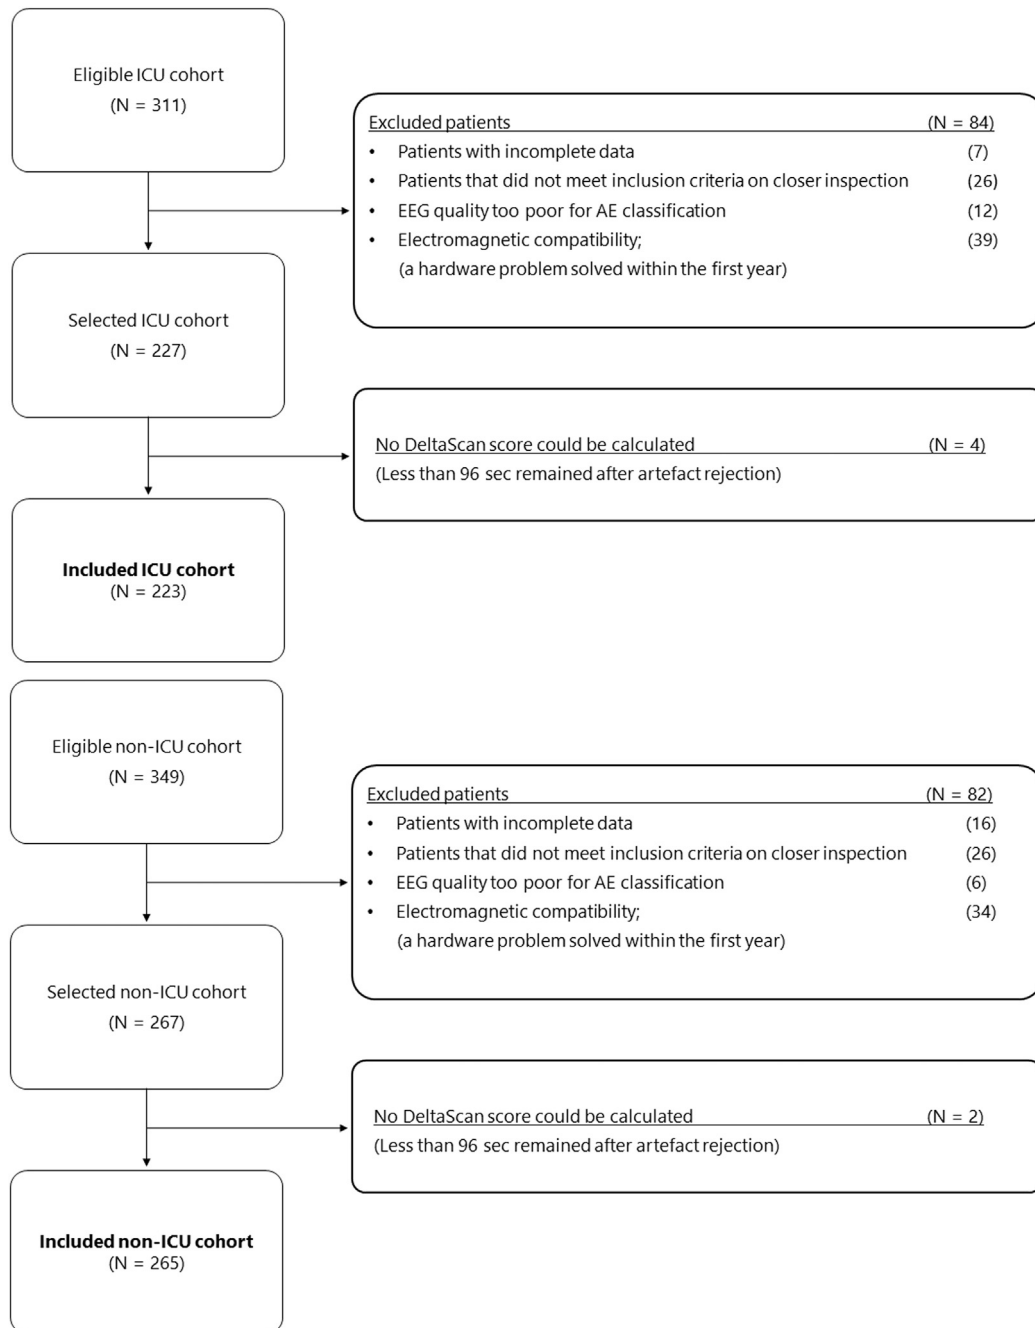 Eligible ICU cohort
(N = 311)
Excluded patients (N = 84)
• Patients with incomplete data (7)
• Patients that did not meet inclusion criteria on closer inspection (26)
• EEG quality too poor for AE classification (12)
• Electromagnetic compatibility; (39)
(a hardware problem solved within the first year)
Selected ICU cohort
(N = 227)
No DeltaScan score could be calculated (N = 4)
(Less than 96 sec remained after artefact rejection)
Included ICU cohort
(N = 223)
Eligible non-ICU cohort
(N = 349)
Excluded patients (N = 82)
• Patients with incomplete data (16)
• Patients that did not meet inclusion criteria on closer inspection (26)
• EEG quality too poor for AE classification (6)
• Electromagnetic compatibility; (34)
(a hardware problem solved within the first year)
Selected non-ICU cohort
(N = 267)
No DeltaScan score could be calculated (N = 2)
(Less than 96 sec remained after artefact rejection)
Included non-ICU cohort
(N = 265)